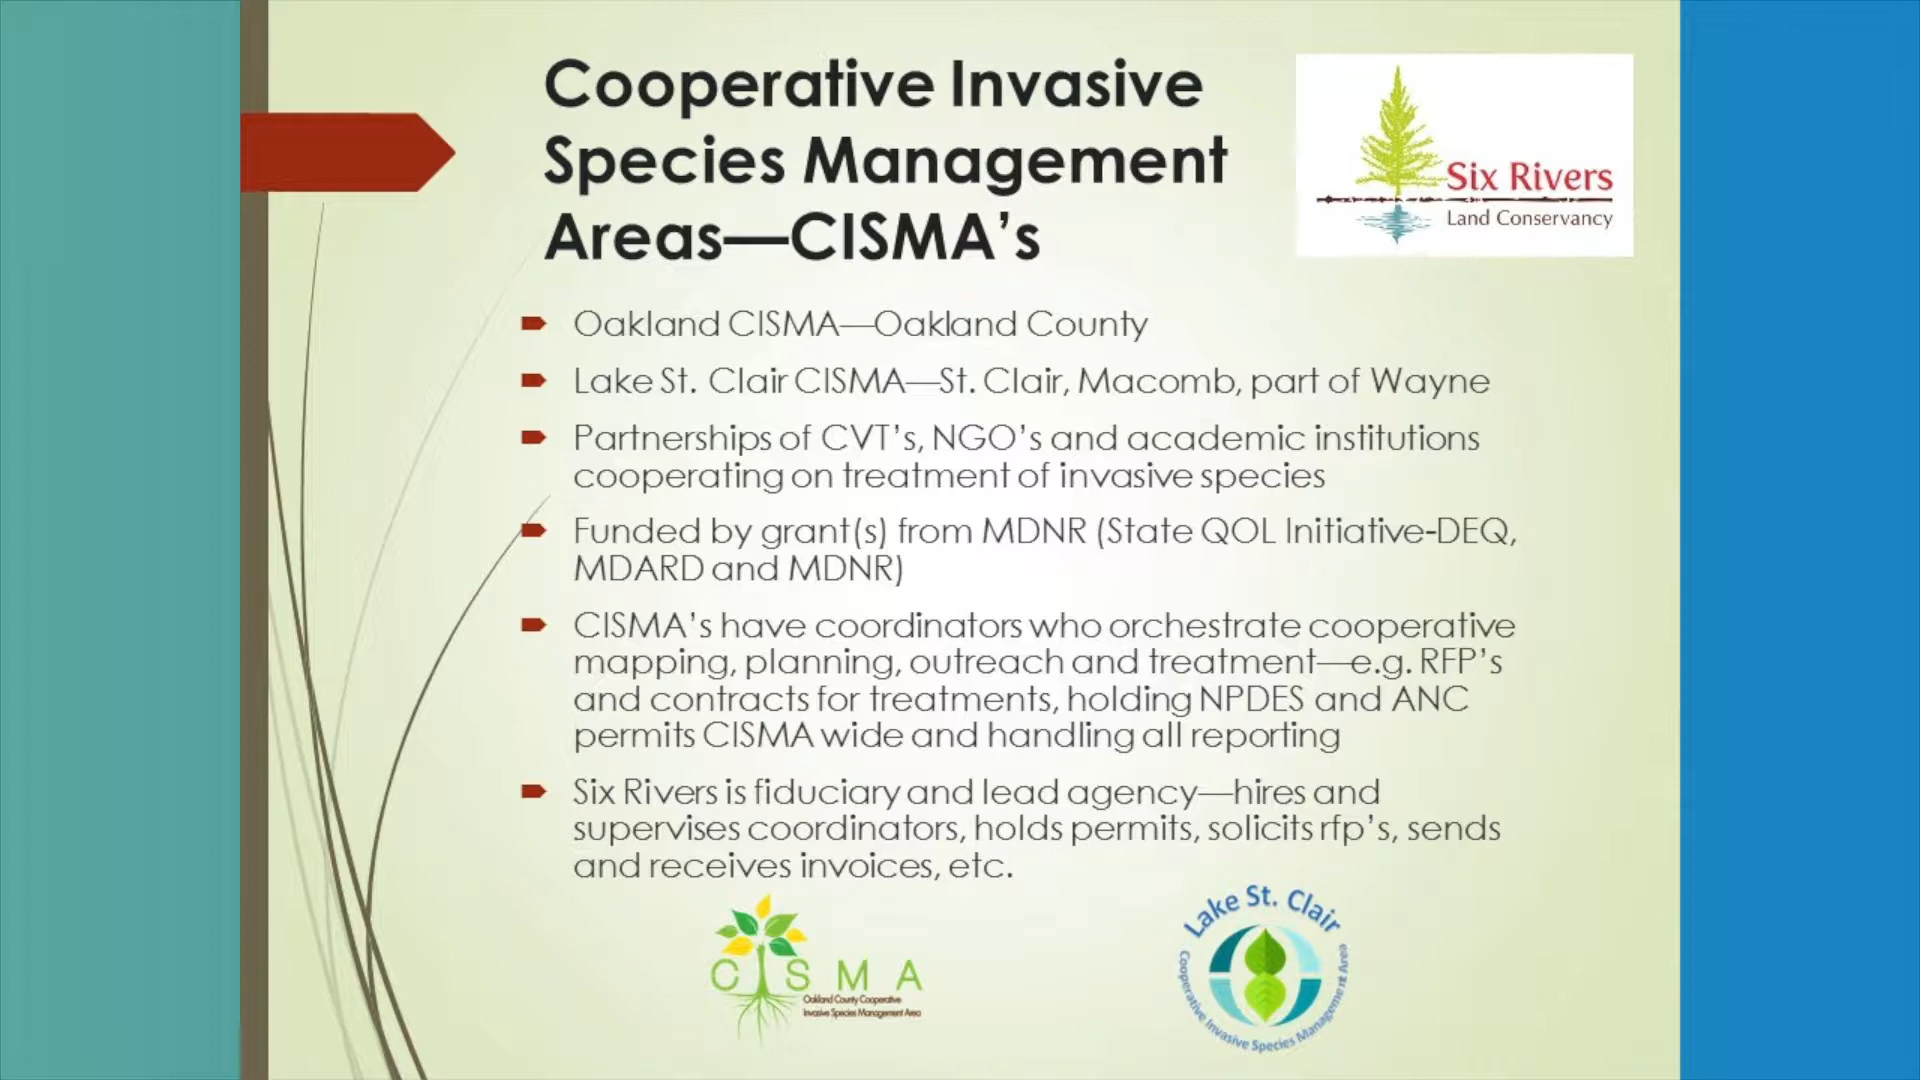 Cooperative Invasive
Species Management
Areas—CISMA's
Six Rivers
Land Conservancy
Oakland CISMA—Oakland County
Lake St. Clair CISMA—St. Clair, Macomb, part of Wayne
Partnerships of CVT's, NGO's and academic institutions
cooperating on treatment of invasive species
Funded by grant(s) from MDNR (State QOL Initiative-DEQ,
MDARD and MDNR)
CISMA's have coordinators who orchestrate cooperative
mapping, planning, outreach and treatment—e.g. RFP's
and contracts for treatments, holding NPDES and ANC
permits CISMA wide and handling all reporting
Six Rivers is fiduciary and lead agency—hires and
supervises coordinators, holds permits, solicits rfp's, sends
and receives invoices, etc.
CISMA
Oakland County Cooperative
Invasive Species Management Area
Lake St. Clair
Cooperative Invasive Species Management Area